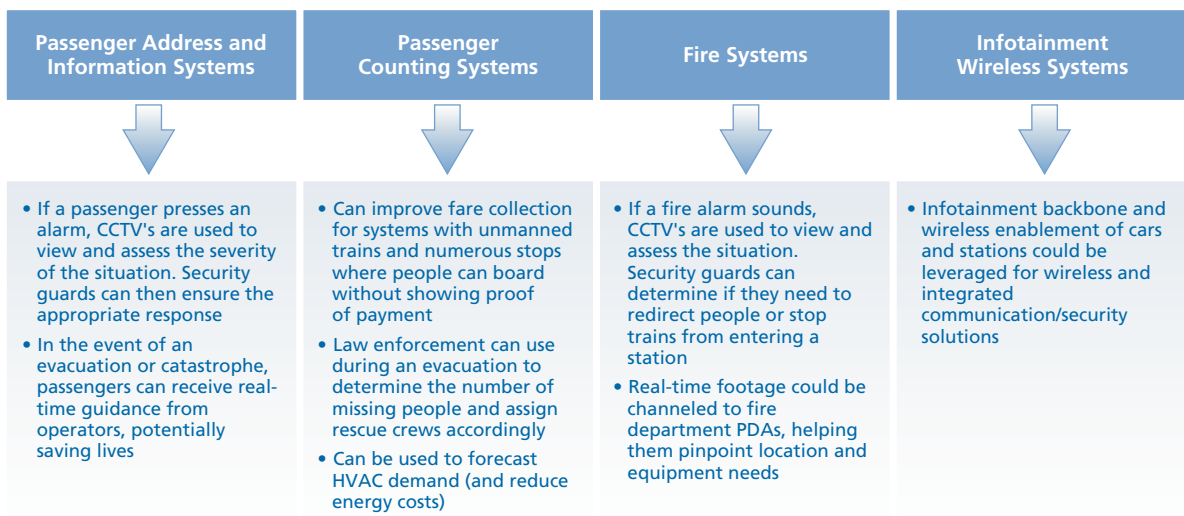 Passenger Address and
Information Systems
Passenger
Counting Systems
Fire Systems
Infotainment
Wireless Systems
• If a passenger presses an
alarm, CCTV's are used to
view and assess the severity
of the situation. Security
guards can then ensure the
appropriate response
• In the event of an
evacuation or catastrophe,
passengers can receive real-
time guidance from
operators, potentially
saving lives
• Can improve fare collection
for systems with unmanned
trains and numerous stops
where people can board
without showing proof
of payment
• Law enforcement can use
during an evacuation to
determine the number of
missing people and assign
rescue crews accordingly
• Can be used to forecast
HVAC demand (and reduce
energy costs)
• If a fire alarm sounds,
CCTV's are used to view and
assess the situation.
Security guards can
determine if they need to
redirect people or stop
trains from entering a
station
• Real-time footage could be
channeled to fire
department PDAs, helping
them pinpoint location and
equipment needs
• Infotainment backbone and
wireless enablement of cars
and stations could be
leveraged for wireless and
integrated
communication/security
solutions